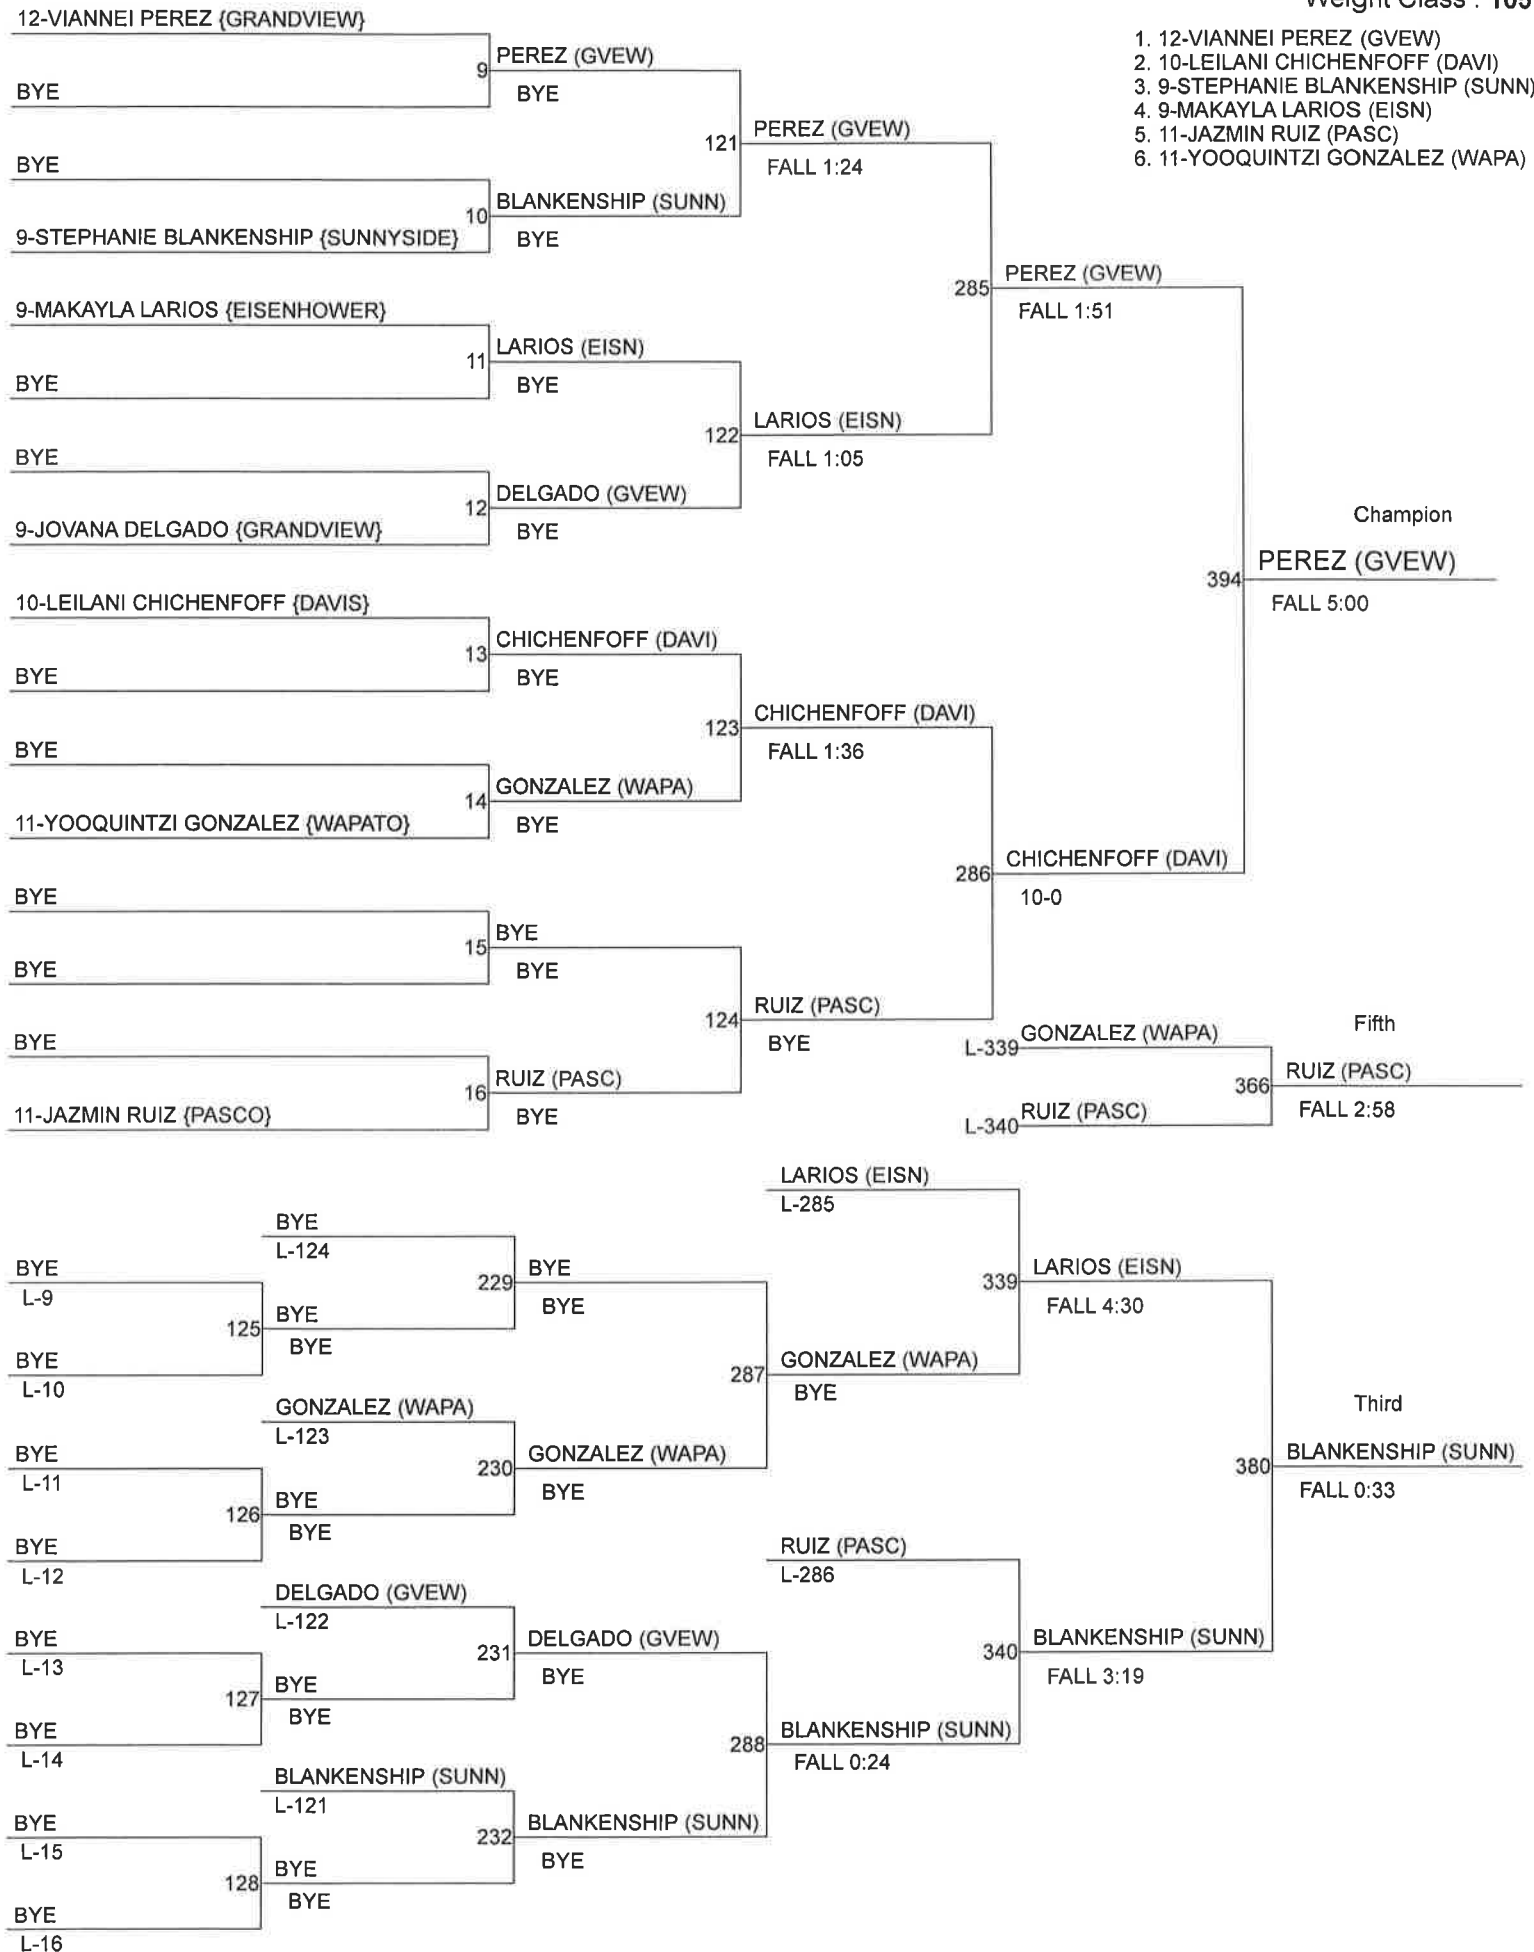 Weight Class : 105
1. 12-VIANNEI PEREZ (GVEW)
2. 10-LEILANI CHICHENFOFF (DAVI)
3. 9-STEPHANIE BLANKENSHIP (SUNN)
4. 9-MAKAYLA LARIOS (EISN)
5. 11-JAZMIN RUIZ (PASC)
6. 11-YOOQUINTZI GONZALEZ (WAPA)
12-VIANNEI PEREZ {GRANDVIEW}
9
PEREZ (GVEW)
BYE
BYE
121
PEREZ (GVEW)
FALL 1:24
BYE
10
BLANKENSHIP (SUNN)
BYE
9-STEPHANIE BLANKENSHIP {SUNNYSIDE}
285
PEREZ (GVEW)
FALL 1:51
9-MAKAYLA LARIOS {EISENHOWER}
11
LARIOS (EISN)
BYE
BYE
122
LARIOS (EISN)
FALL 1:05
BYE
12
DELGADO (GVEW)
BYE
9-JOVANA DELGADO {GRANDVIEW}
Champion
394
PEREZ (GVEW)
FALL 5:00
10-LEILANI CHICHENFOFF {DAVIS}
13
CHICHENFOFF (DAVI)
BYE
BYE
123
CHICHENFOFF (DAVI)
FALL 1:36
BYE
14
GONZALEZ (WAPA)
BYE
11-YOOQUINTZI GONZALEZ {WAPATO}
286
CHICHENFOFF (DAVI)
10-0
BYE
15
BYE
BYE
BYE
124
RUIZ (PASC)
BYE
BYE
16
RUIZ (PASC)
BYE
11-JAZMIN RUIZ {PASCO}
Fifth
L-339
GONZALEZ (WAPA)
366
RUIZ (PASC)
FALL 2:58
L-340
RUIZ (PASC)
LARIOS (EISN)
L-285
BYE
L-124
BYE
L-9
229
BYE
BYE
339
LARIOS (EISN)
FALL 4:30
125
BYE
BYE
BYE
L-10
287
GONZALEZ (WAPA)
BYE
GONZALEZ (WAPA)
L-123
Third
BYE
L-11
230
GONZALEZ (WAPA)
BYE
380
BLANKENSHIP (SUNN)
FALL 0:33
126
BYE
BYE
BYE
L-12
RUIZ (PASC)
L-286
DELGADO (GVEW)
L-122
BYE
L-13
231
DELGADO (GVEW)
BYE
340
BLANKENSHIP (SUNN)
FALL 3:19
127
BYE
BYE
BYE
L-14
288
BLANKENSHIP (SUNN)
FALL 0:24
BLANKENSHIP (SUNN)
L-121
BYE
L-15
232
BLANKENSHIP (SUNN)
BYE
128
BYE
BYE
BYE
L-16